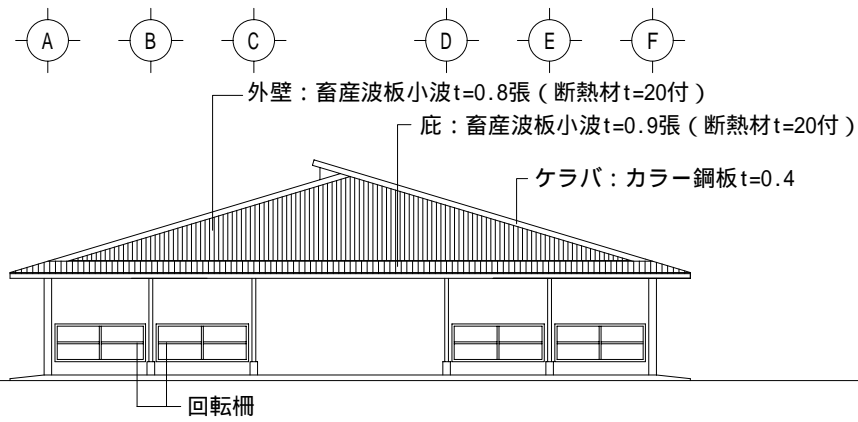 A B C D E F
外壁：畜産波板小波t=0.8張（断熱材t=20付）
庇：畜産波板小波t=0.9張（断熱材t=20付）
ケラバ：カラー鋼板t=0.4
回転柵